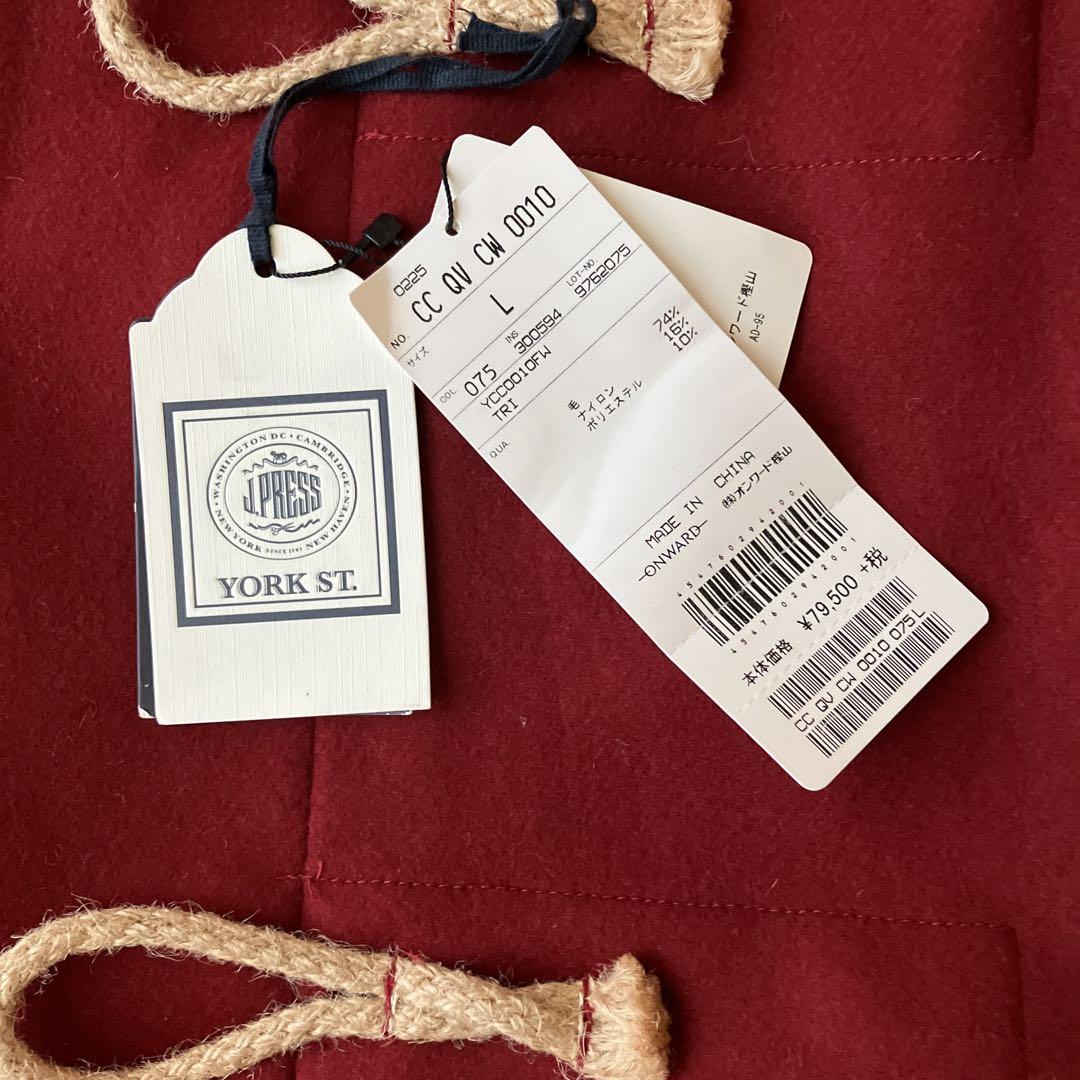 WASHINGTON DC • CAMBRIDGE
J.PRESS
NEW YORK SINCE 1902 NEW HAVEN
YORK ST.
0225
NO. CC QV CW 0010
サイズ L
COL. 075 INS. 300594 LOT-NO. 9762075
YCC0010FW
TRI
QUA 毛 74%
ナイロン 16%
ポリエステル 10%
MADE IN CHINA
-ONWARD- (株)オンワード樫山
4547602942001
4547602942001
本体価格 ¥79,500 +税
CC QV CW 0010 075L
ワード樫山
AD-95